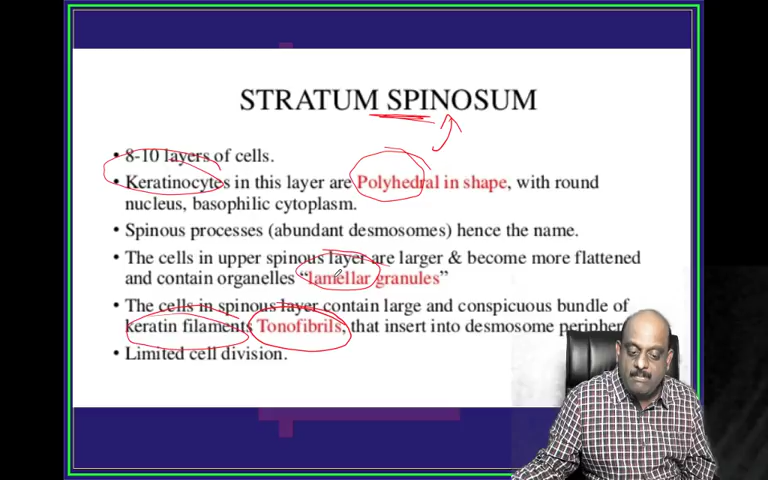 STRATUM SPINOSUM
• 8-10 layers of cells.
• Keratinocytes in this layer are Polyhedral in shape, with round
nucleus, basophilic cytoplasm.
• Spinous processes (abundant desmosomes) hence the name.
• The cells in upper spinous layer are larger & become more flattened
and contain organelles “lamellar granules”
• The cells in spinous layer contain large and conspicuous bundle of
keratin filaments Tonofibrils, that insert into desmosome
• Limited cell division.